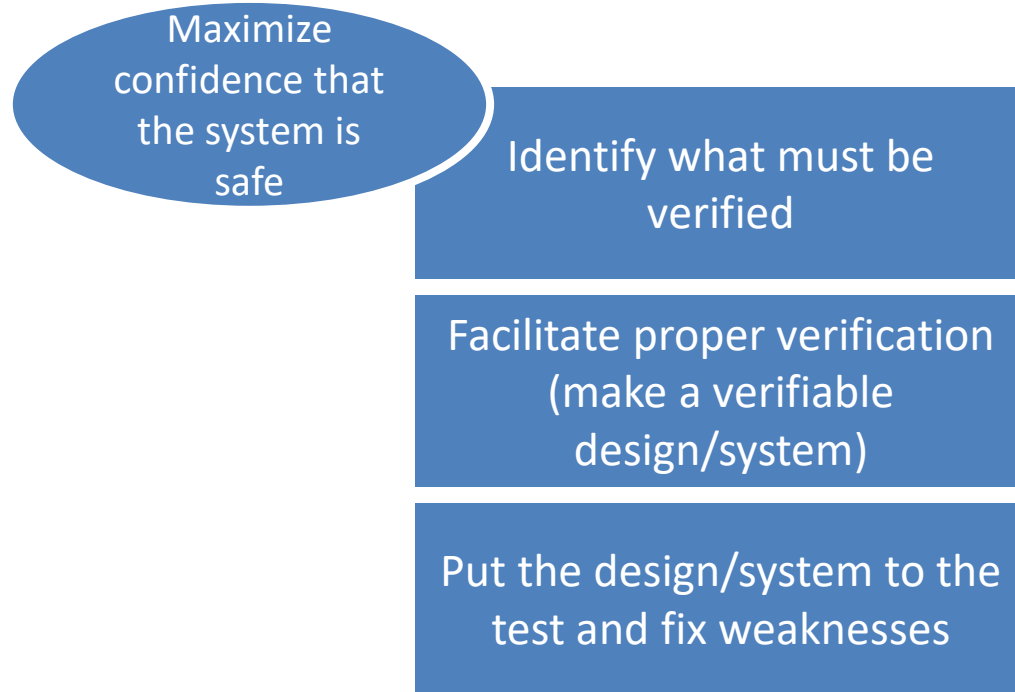 Maximize
confidence that
the system is
safe
Identify what must be
verified
Facilitate proper verification
(make a verifiable
design/system)
Put the design/system to the
test and fix weaknesses